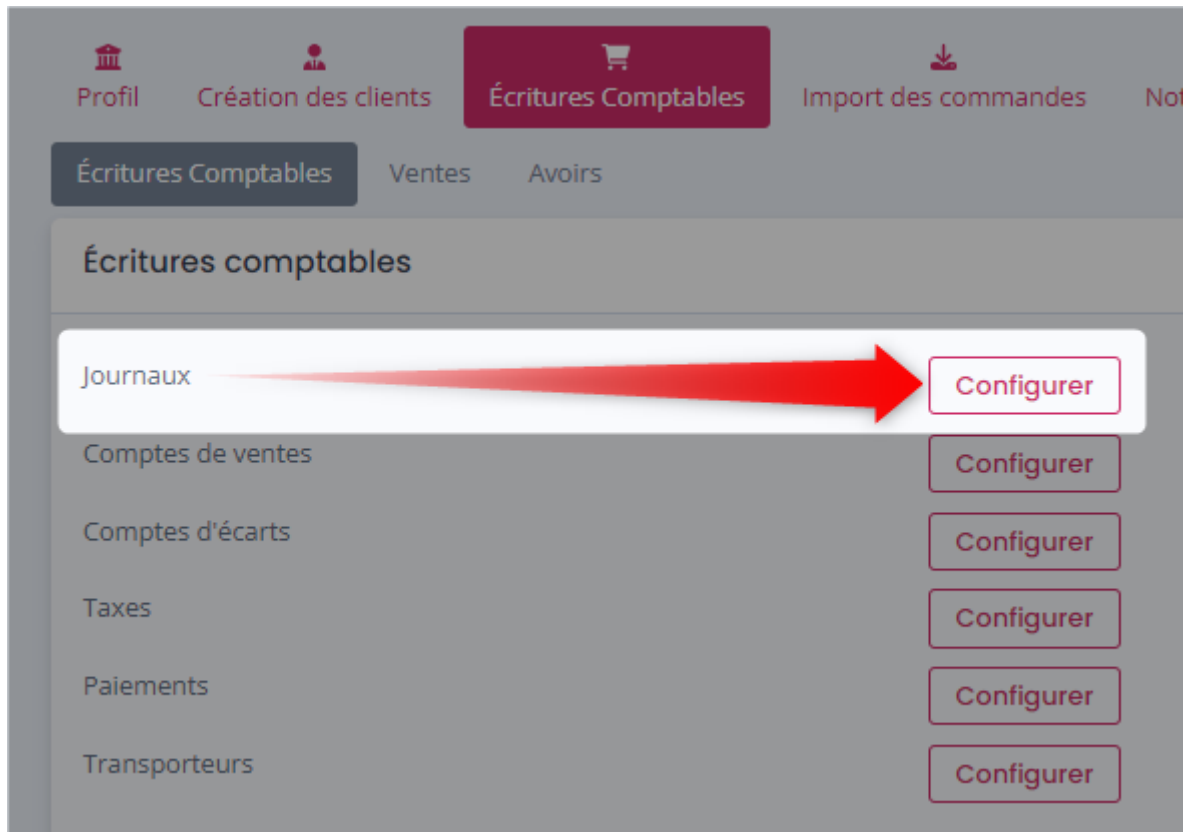 Profil Création des clients Écritures Comptables Import des commandes Not
Écritures Comptables Ventes Avoirs
Écritures comptables
Journaux Configurer
Comptes de ventes Configurer
Comptes d'écarts Configurer
Taxes Configurer
Paiements Configurer
Transporteurs Configurer